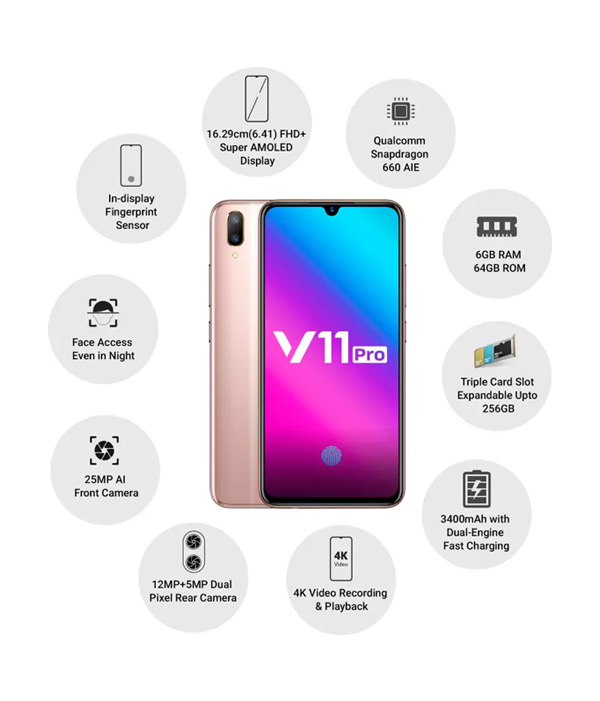 16.29cm(6.41) FHD+
Super AMOLED
Display
Qualcomm
Snapdragon
660 AIE
In-display
Fingerprint
Sensor
6GB RAM
64GB ROM
Face Access
Even in Night
V11 Pro
Triple Card Slot
Expandable Upto
256GB
25MP AI
Front Camera
3400mAh with
Dual-Engine
Fast Charging
12MP+5MP Dual
Pixel Rear Camera
4K
Video
4K Video Recording
& Playback